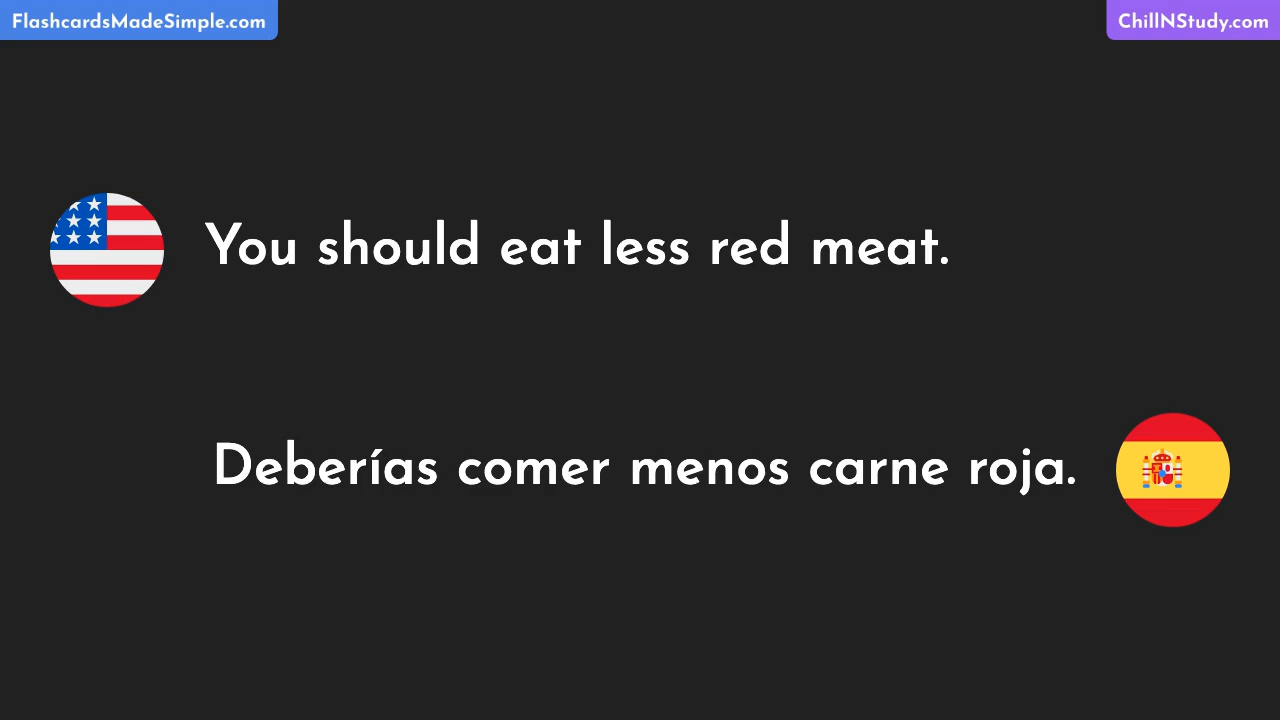 FlashcardsMadeSimple.com
ChillNStudy.com
You should eat less red meat.
Deberías comer menos carne roja.